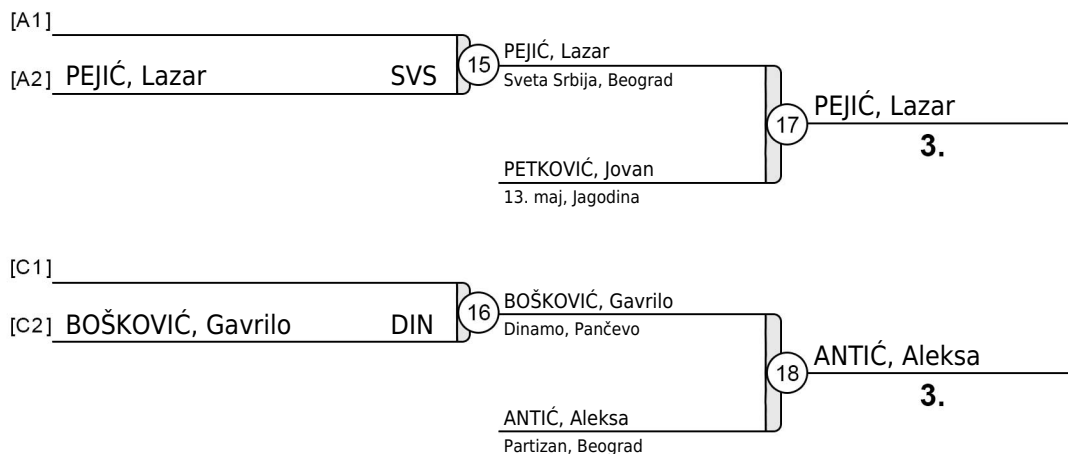 [A1]
[A2] PEJIĆ, Lazar SVS
15
PEJIĆ, Lazar
Sveta Srbija, Beograd
17
PEJIĆ, Lazar
3.
PETKOVIĆ, Jovan
13. maj, Jagodina
[C1]
[C2] BOŠKOVIĆ, Gavrilo DIN
16
BOŠKOVIĆ, Gavrilo
Dinamo, Pančevo
18
ANTIĆ, Aleksa
3.
ANTIĆ, Aleksa
Partizan, Beograd